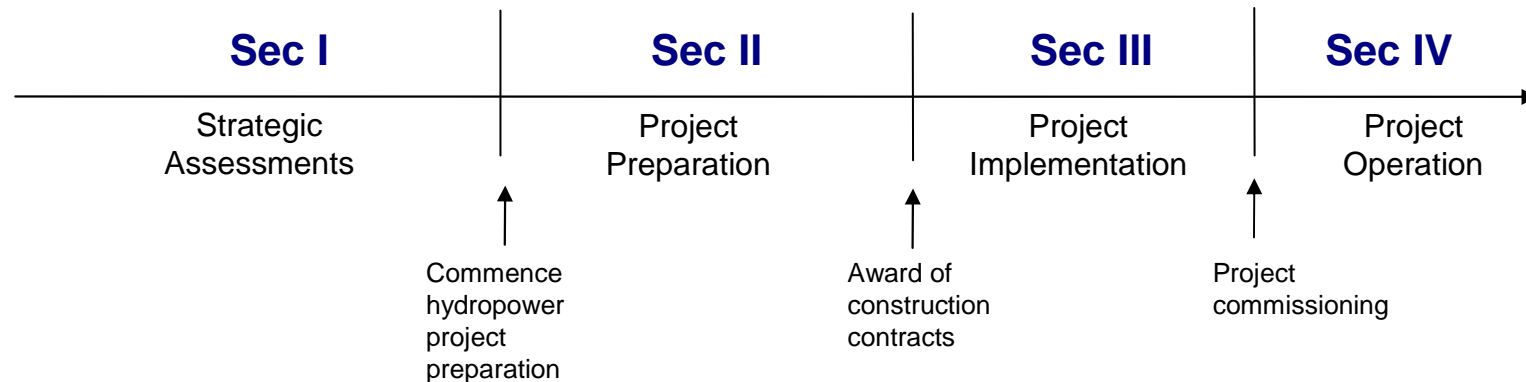 Sec I
Sec II
Sec III
Sec IV
Strategic
Assessments
Project
Preparation
Project
Implementation
Project
Operation
Commence
hydropower
project
preparation
Award of
construction
contracts
Project
commissioning